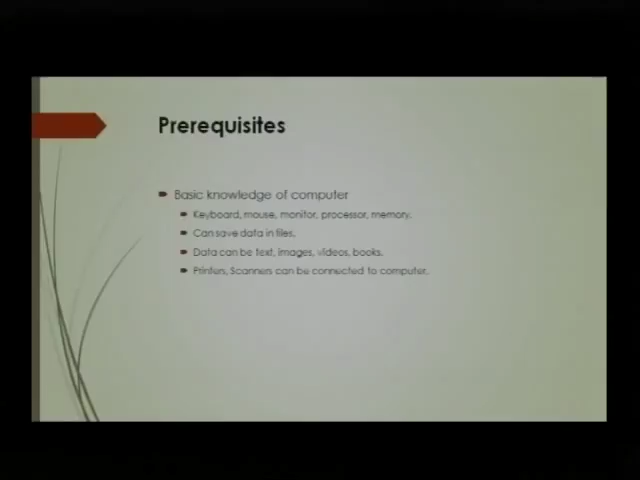 Prerequisites
Basic knowledge of computer
Keyboard, mouse, monitor, processor, memory.
Can save data in files.
Data can be text, images, videos, books.
Printers, Scanners can be connected to computer.